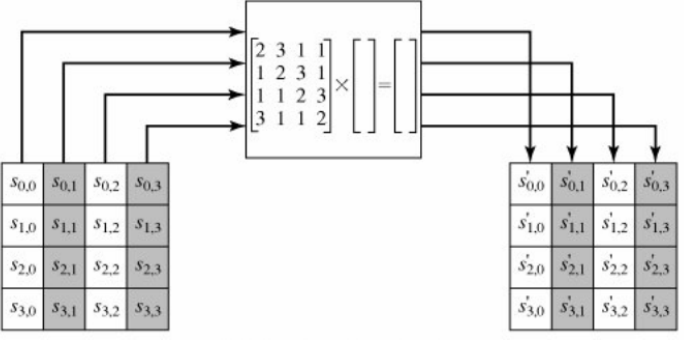 2 3 1 1
1 2 3 1
1 1 2 3
3 1 1 2
× =
s0,0 s0,1 s0,2 s0,3
s1,0 s1,1 s1,2 s1,3
s2,0 s2,1 s2,2 s2,3
s3,0 s3,1 s3,2 s3,3
s'0,0 s'0,1 s'0,2 s'0,3
s'1,0 s'1,1 s'1,2 s'1,3
s'2,0 s'2,1 s'2,2 s'2,3
s'3,0 s'3,1 s'3,2 s'3,3